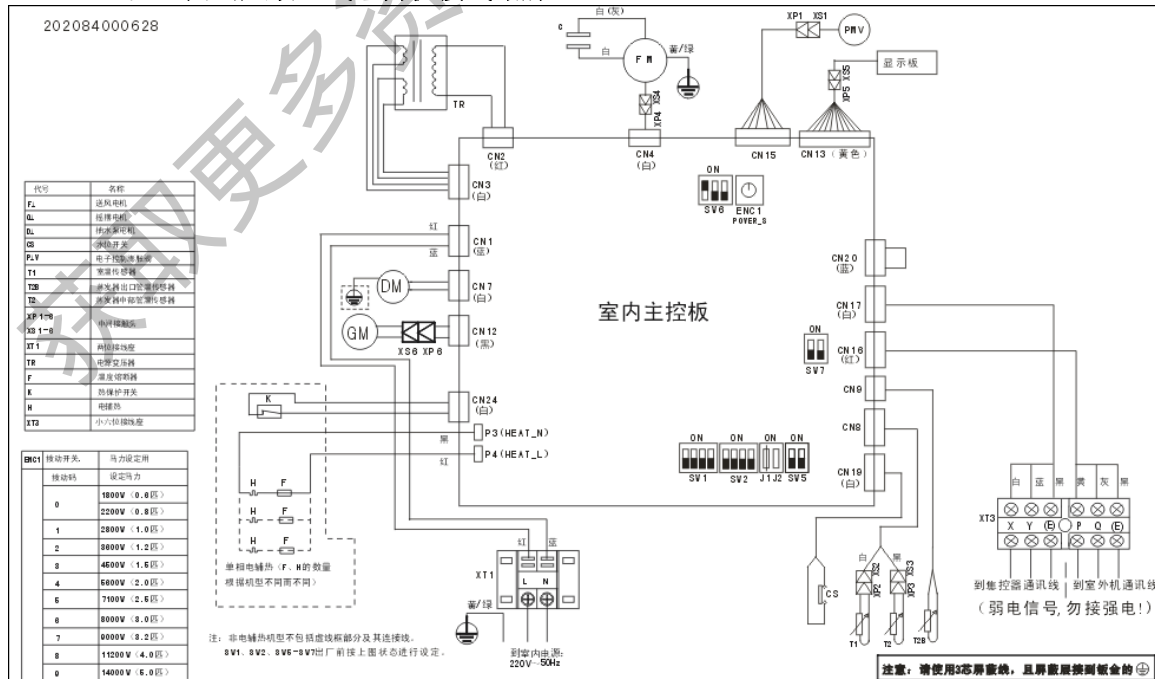 202084000628
获取更多资
白(灰)
C
白
FM
黄/绿
XS4
XP4
XP1 XS1
PMV
XS5
XP5
显示板
TR
CN2
(红)
CN4
(白)
CN15
CN13（黄色）
CN3
(白)
ON
SW6
ENC1
POWER_S
代号 名称
送风电机
摇摆电机
抽水泵电机
CS 水位开关
电子控制膨胀阀
T1 室温传感器
T2B 蒸发器出口管温传感器
T2 蒸发器中部管温传感器
XP1-6
XS1-6
中间接触头
XT1 两位接线座
TR 电源变压器
F 温度熔断器
K 热保护开关
H 电辅热
XT3 小六位接线座
红
蓝
CN1
(蓝)
DM
CN7
(白)
GM
XS6 XP6
CN12
(黑)
室内主控板
CN20
(蓝)
CN17
(白)
CN16
(红)
ON
SW7
CN9
CN8
CN19
(白)
K
CN24
(白)
黑
P3(HEAT_N)
红
P4(HEAT_L)
H F
H F
H F
单相电辅热（F、H的数量
根据机型不同而不同）
ON ON ON ON
SW1 SW2 J1J2 SW5
ENC1 拨动开关. 马力设定用
拨动码 设定马力
0 1800W（0.6匹）
2200W（0.8匹）
1 2800W（1.0匹）
2 3600W（1.2匹）
3 4500W（1.5匹）
4 5600W（2.0匹）
5 7100W（2.5匹）
6 8000W（3.0匹）
7 9000W（3.2匹）
8 11200W（4.0匹）
9 14000W（5.0匹）
红 蓝
XT1
L N
黄/绿
到室内电源:
220V~50Hz
注：非电辅热机型不包括虚线框部分及其连接线.
SW1、SW2、SW5-SW7出厂前按上图状态进行设定.
CS
白 黑
XP2 XS2
XP3 XS3
T1 T2 T2B
白 蓝 黑 黄 灰 黑
XT3
X Y (E) P Q (E)
到集控器通讯线 到室外机通讯线
(弱电信号,勿接强电!)
注意：请使用3芯屏蔽线，且屏蔽层接到钣金的